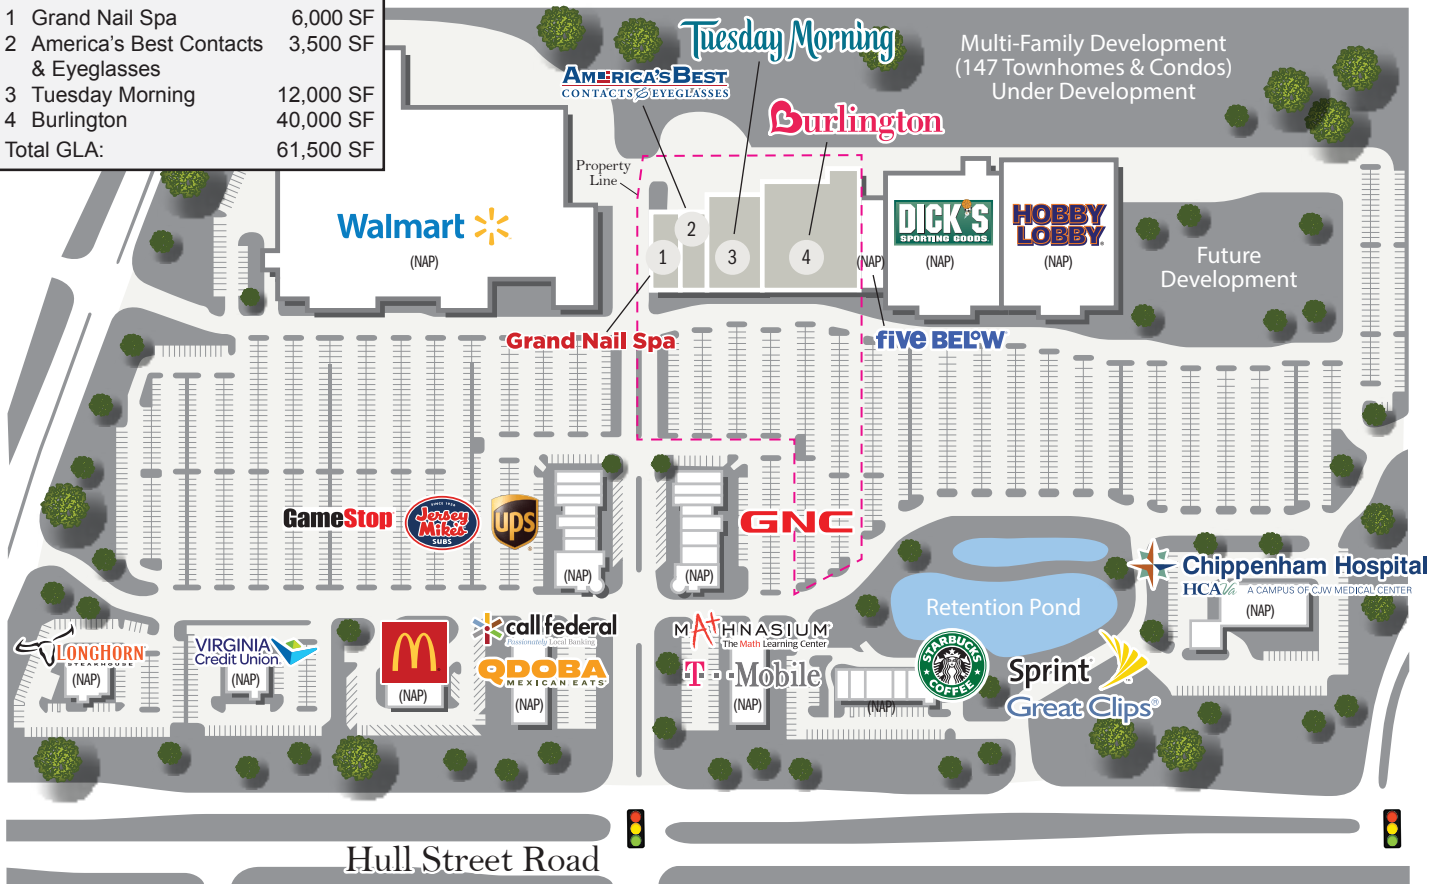 1 Grand Nail Spa 6,000 SF
2 America's Best Contacts 3,500 SF
& Eyeglasses
3 Tuesday Morning 12,000 SF
4 Burlington 40,000 SF
Total GLA: 61,500 SF
Tuesday Morning
AMERICA'S BEST
CONTACTS & EYEGLASSES
Burlington
Multi-Family Development
(147 Townhomes & Condos)
Under Development
Property
Line
Walmart
(NAP)
1
2
3
4
(NAP)
DICK'S
SPORTING GOODS
(NAP)
HOBBY
LOBBY
(NAP)
Future
Development
Grand Nail Spa
five BELOW
GameStop
SINCE 1956
Jersey
Mike's
SUBS
ups
(NAP)
GNC
(NAP)
Retention Pond
Chippenham Hospital
HCAVa A CAMPUS OF CJW MEDICAL CENTER
(NAP)
LONGHORN
STEAKHOUSE
(NAP)
VIRGINIA
Credit Union
(NAP)
(NAP)
call federal
Passionately Local Banking
QDOBA
MEXICAN EATS
(NAP)
MATHNASIUM
The Math Learning Center
T Mobile
(NAP)
(NAP)
STARBUCKS
COFFEE
Sprint
Great Clips
Hull Street Road